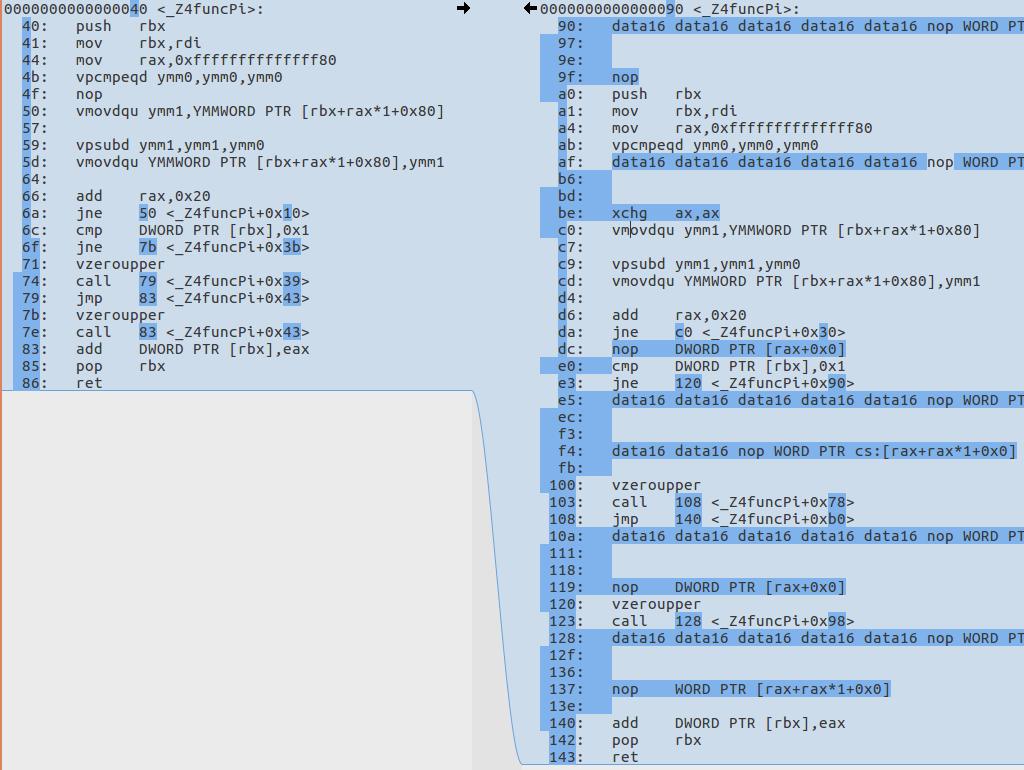 0000000000000040 <_Z4funcPi>:
40: push rbx
41: mov rbx,rdi
44: mov rax,0xffffffffffffff80
4b: vpcmpeqd ymm0,ymm0,ymm0
4f: nop
50: vmovdqu ymm1,YMMWORD PTR [rbx+rax*1+0x80]
57:
59: vpsubd ymm1,ymm1,ymm0
5d: vmovdqu YMMWORD PTR [rbx+rax*1+0x80],ymm1
64:
66: add rax,0x20
6a: jne 50 <_Z4funcPi+0x10>
6c: cmp DWORD PTR [rbx],0x1
6f: jne 7b <_Z4funcPi+0x3b>
71: vzeroupper
74: call 79 <_Z4funcPi+0x39>
79: jmp 83 <_Z4funcPi+0x43>
7b: vzeroupper
7e: call 83 <_Z4funcPi+0x43>
83: add DWORD PTR [rbx],eax
85: pop rbx
86: ret
0000000000000090 <_Z4funcPi>:
90: data16 data16 data16 data16 data16 nop WORD PT
97:
9e:
9f: nop
a0: push rbx
a1: mov rbx,rdi
a4: mov rax,0xffffffffffffff80
ab: vpcmpeqd ymm0,ymm0,ymm0
af: data16 data16 data16 data16 data16 nop WORD PT
b6:
bd:
be: xchg ax,ax
c0: vmovdqu ymm1,YMMWORD PTR [rbx+rax*1+0x80]
c7:
c9: vpsubd ymm1,ymm1,ymm0
cd: vmovdqu YMMWORD PTR [rbx+rax*1+0x80],ymm1
d4:
d6: add rax,0x20
da: jne c0 <_Z4funcPi+0x30>
dc: nop DWORD PTR [rax+0x0]
e0: cmp DWORD PTR [rbx],0x1
e3: jne 120 <_Z4funcPi+0x90>
e5: data16 data16 data16 data16 data16 nop WORD PT
ec:
f3:
f4: data16 data16 nop WORD PTR cs:[rax+rax*1+0x0]
fb:
100: vzeroupper
103: call 108 <_Z4funcPi+0x78>
108: jmp 140 <_Z4funcPi+0xb0>
10a: data16 data16 data16 data16 data16 nop WORD PT
111:
118:
119: nop DWORD PTR [rax+0x0]
120: vzeroupper
123: call 128 <_Z4funcPi+0x98>
128: data16 data16 data16 data16 data16 nop WORD PT
12f:
136:
137: nop WORD PTR [rax+rax*1+0x0]
13e:
140: add DWORD PTR [rbx],eax
142: pop rbx
143: ret